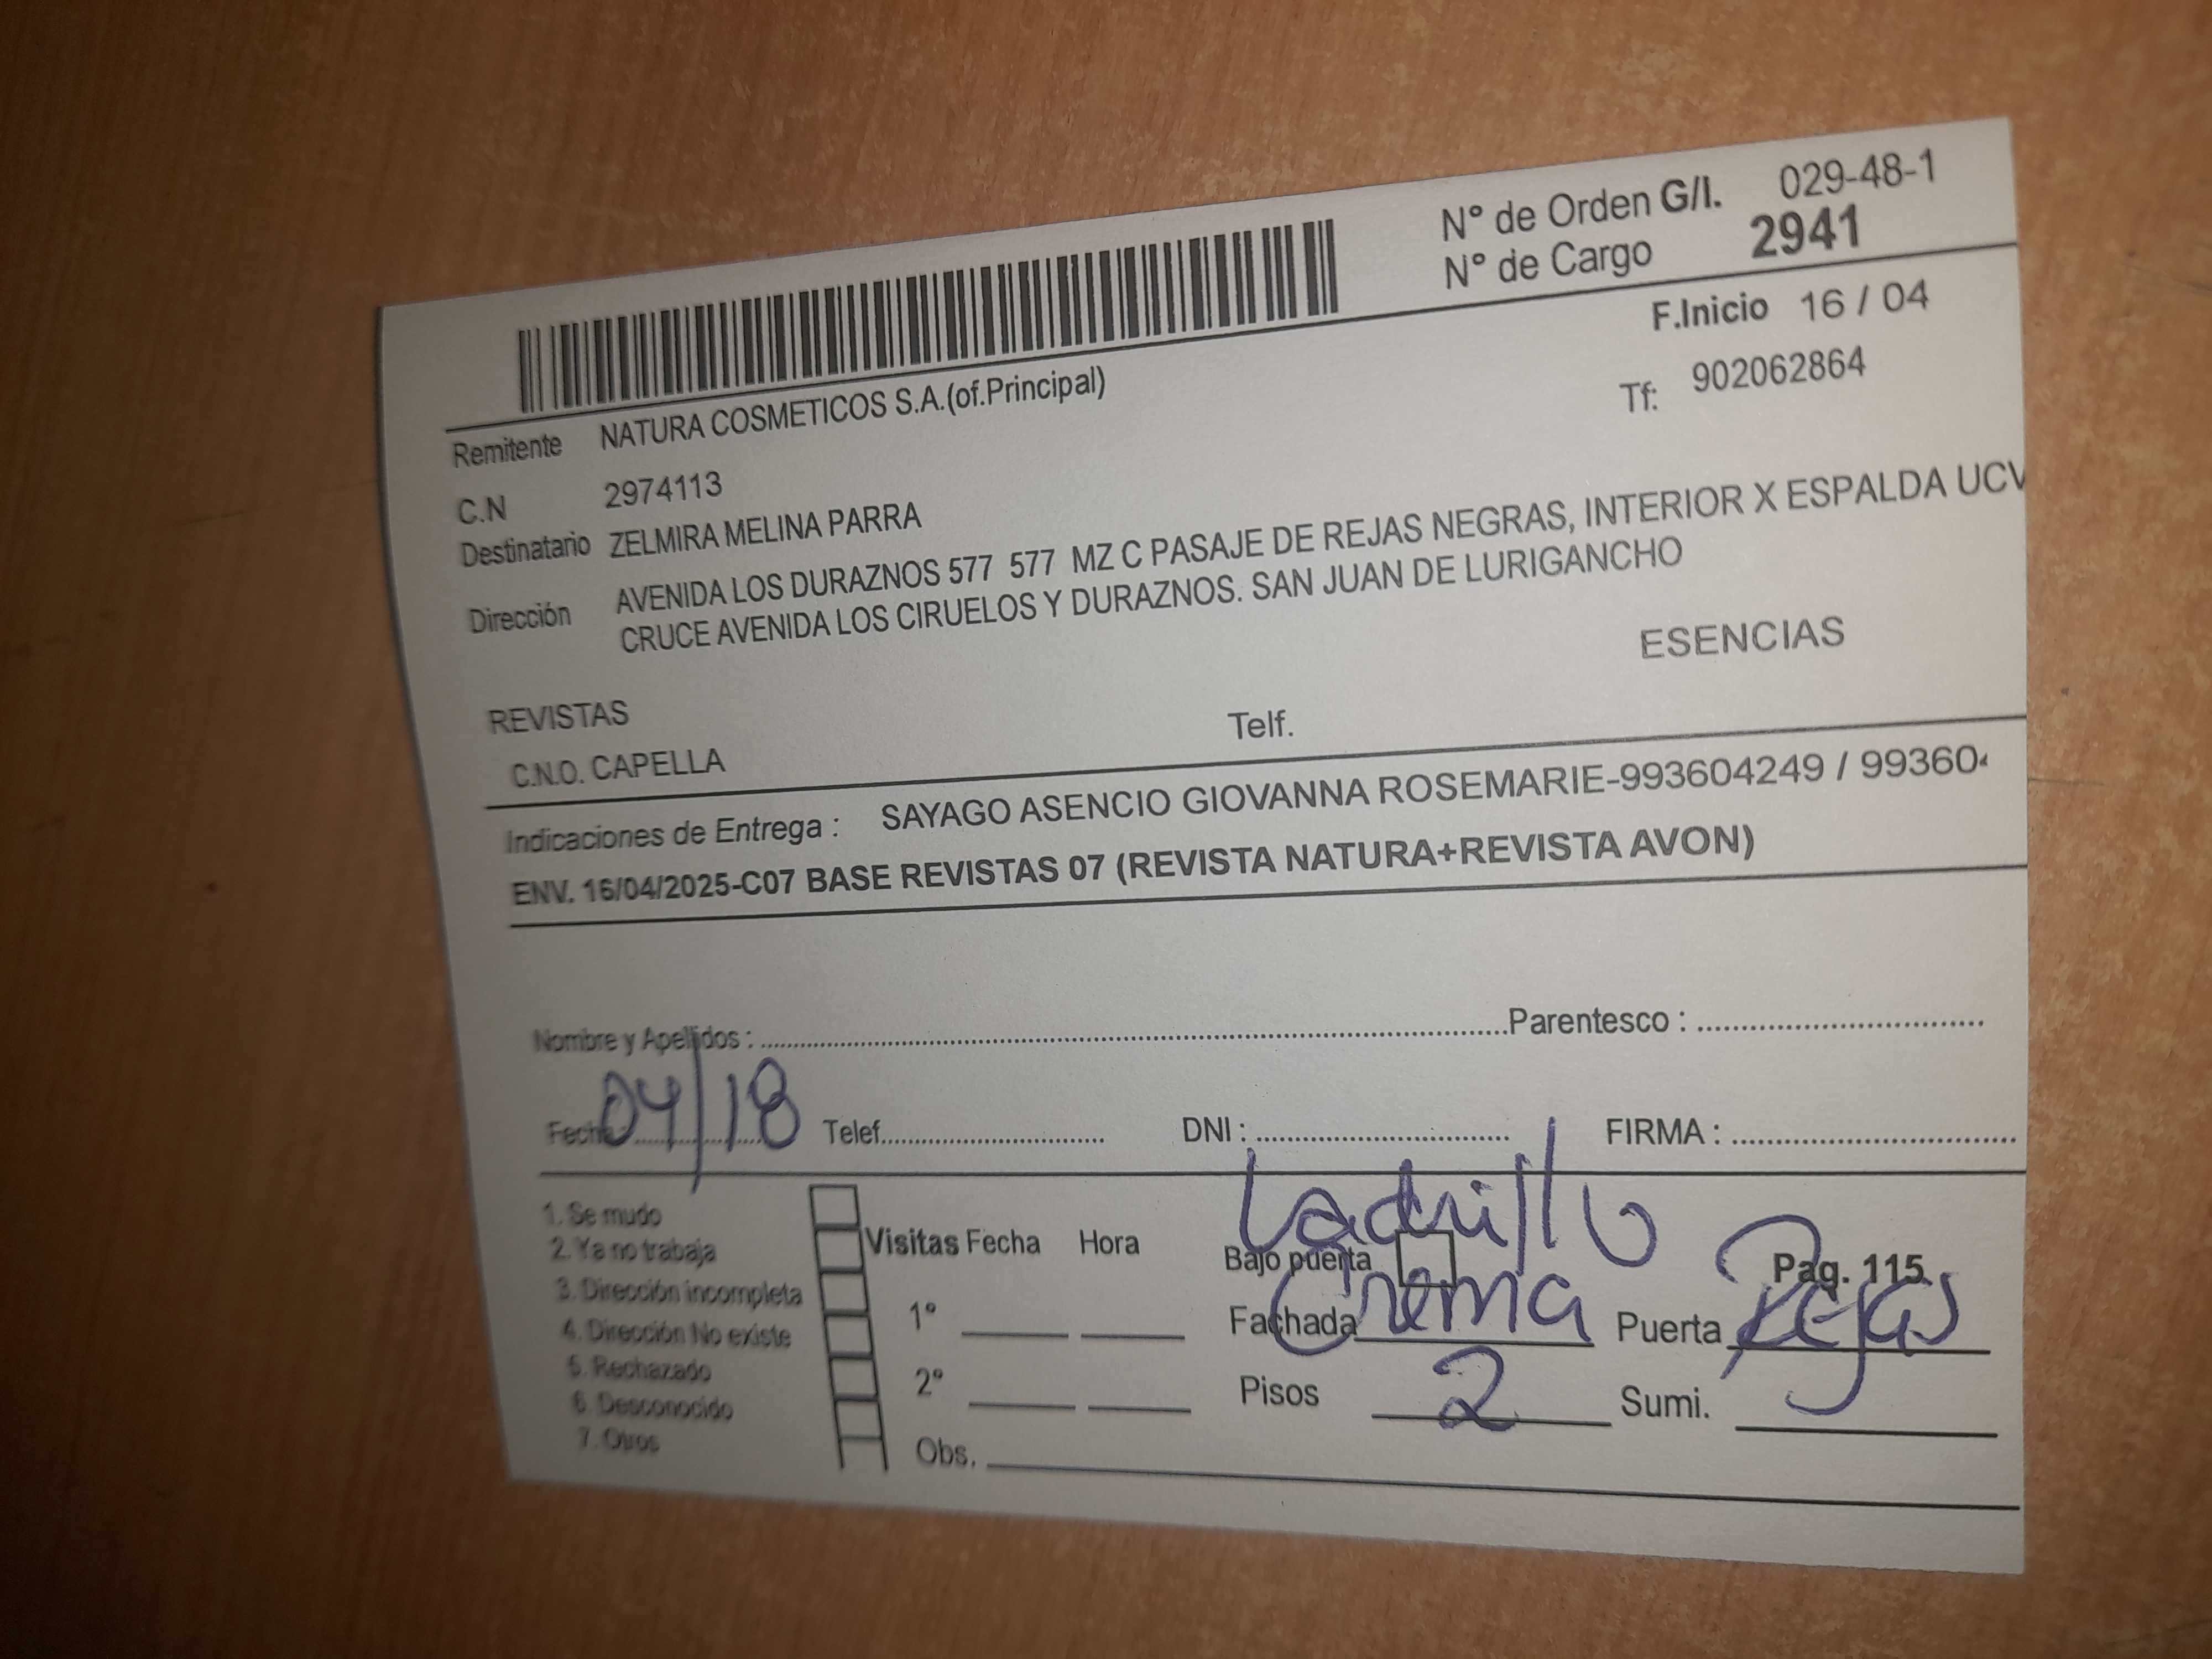 N° de Orden G/I. 029-48-1
N° de Cargo 2941
F.Inicio 16 / 04
Remitente NATURA COSMETICOS S.A.(of.Principal)
Tf: 902062864
C.N 2974113
Destinatario ZELMIRA MELINA PARRA
Dirección AVENIDA LOS DURAZNOS 577 577 MZ C PASAJE DE REJAS NEGRAS, INTERIOR X ESPALDA UCV
CRUCE AVENIDA LOS CIRUELOS Y DURAZNOS. SAN JUAN DE LURIGANCHO
ESENCIAS
REVISTAS
C.N.O. CAPELLA Telf.
Indicaciones de Entrega : SAYAGO ASENCIO GIOVANNA ROSEMARIE-993604249 / 99360
ENV. 16/04/2025-C07 BASE REVISTAS 07 (REVISTA NATURA+REVISTA AVON)
Nombre y Apellidos : Parentesco :
Fecha 04/18 Telef. DNI : FIRMA :
1. Se mudo
2. Ya no trabaja
3. Dirección incompleta
4. Dirección No existe
5. Rechazado
6. Desconocido
7. Otros
Visitas Fecha Hora
1°
2°
Obs.
Ladrillo
Bajo puerta Pag. 115
Fachada Crema Puerta Rejas
Pisos 2 Sumi.